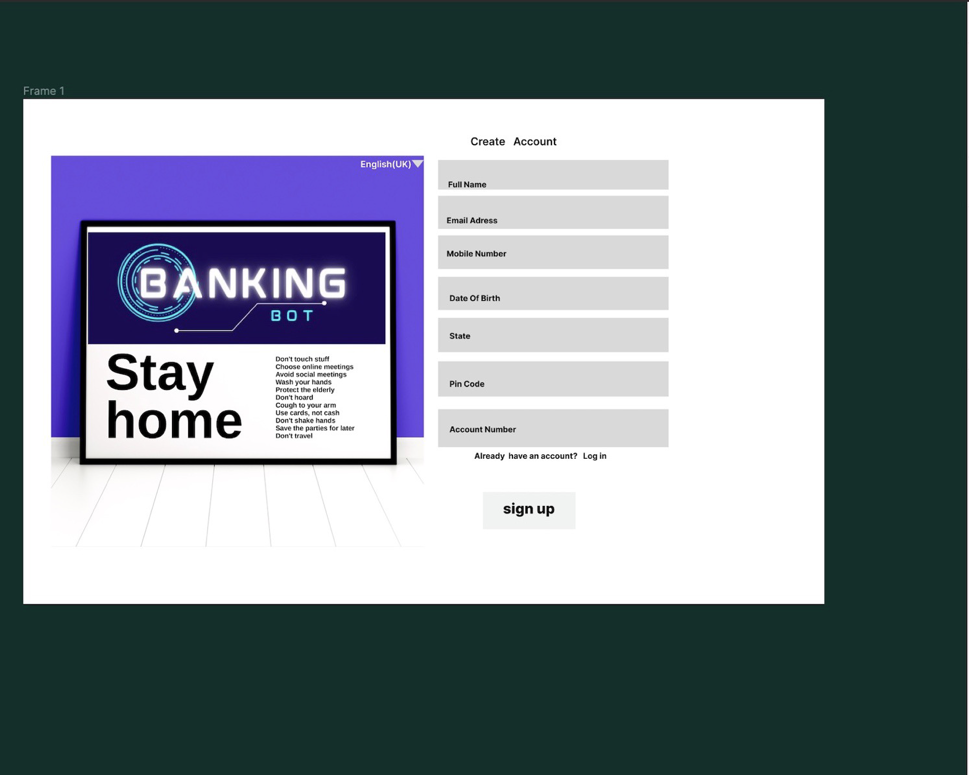 Frame 1
Create Account
English(UK)
Full Name
Email Adress
Mobile Number
Date Of Birth
State
Pin Code
Account Number
Already have an account? Log in
sign up
BANKING
BOT
Stay
home
Don't touch stuff
Choose online meetings
Avoid social meetings
Wash your hands
Protect the elderly
Don't hoard
Cough to your arm
Use cards, not cash
Don't shake hands
Save the parties for later
Don't travel